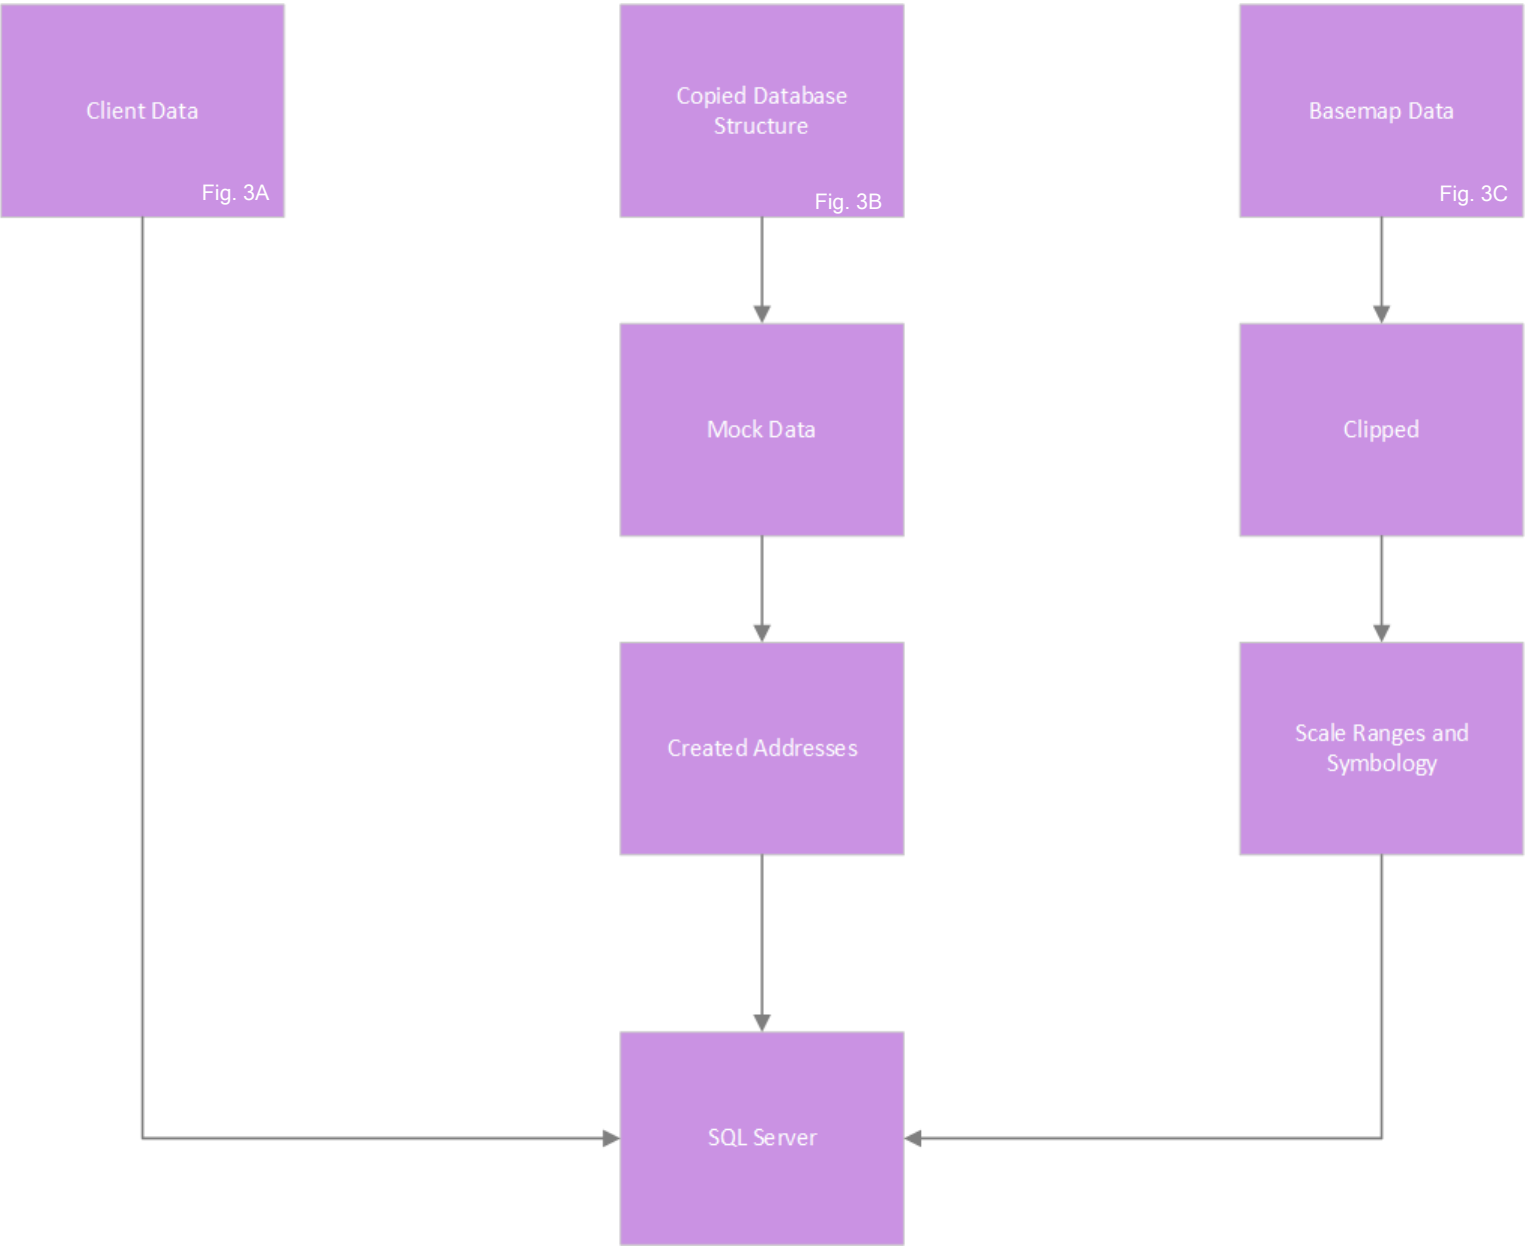 Client Data
Fig. 3A
Copied Database
Structure
Fig. 3B
Basemap Data
Fig. 3C
Mock Data
Clipped
Created Addresses
Scale Ranges and
Symbology
SQL Server